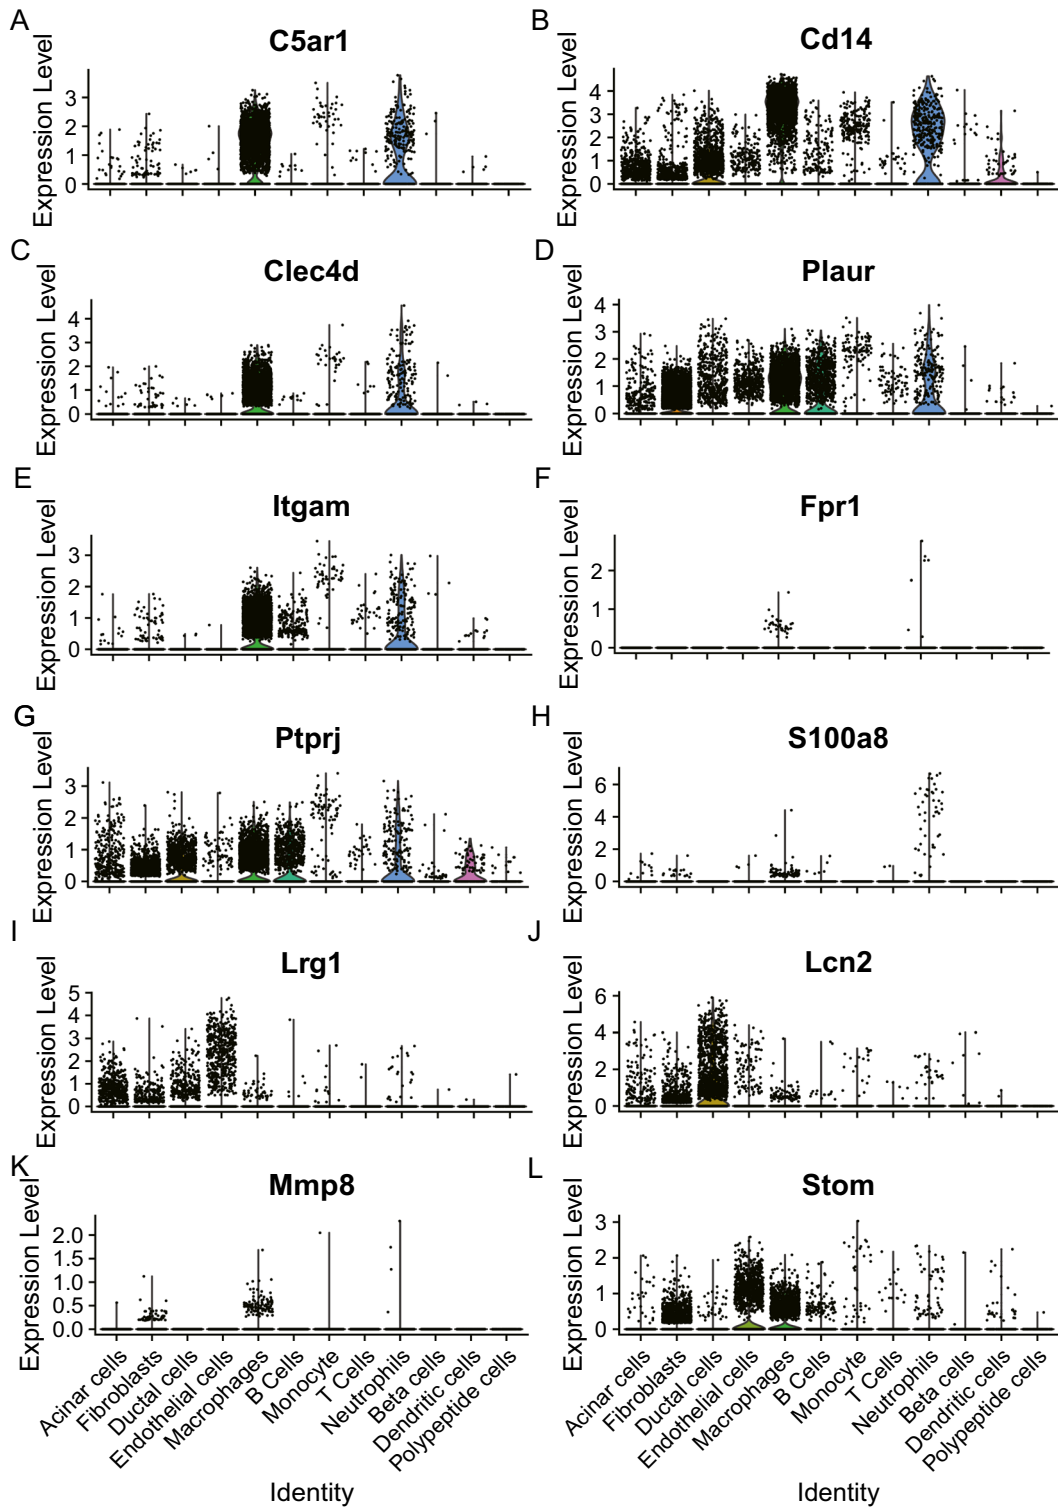 A
C5ar1
Expression Level
3
2
1
0
B
Cd14
Expression Level
4
3
2
1
0
C
Clec4d
Expression Level
4
3
2
1
0
D
Plaur
Expression Level
4
3
2
1
0
E
Itgam
Expression Level
3
2
1
0
F
Fpr1
Expression Level
2
1
0
G
Ptprj
Expression Level
3
2
1
0
H
S100a8
Expression Level
6
4
2
0
I
Lrg1
Expression Level
5
4
3
2
1
0
J
Lcn2
Expression Level
6
4
2
0
K
Mmp8
Expression Level
2.0
1.5
1.0
0.5
0.0
Acinar cells
Fibroblasts
Ductal cells
Endothelial cells
Macrophages
B Cells
Monocyte
T Cells
Neutrophils
Beta cells
Dendritic cells
Polypeptide cells
Identity
L
Stom
Expression Level
3
2
1
0
Acinar cells
Fibroblasts
Ductal cells
Endothelial cells
Macrophages
B Cells
Monocyte
T Cells
Neutrophils
Beta cells
Dendritic cells
Polypeptide cells
Identity